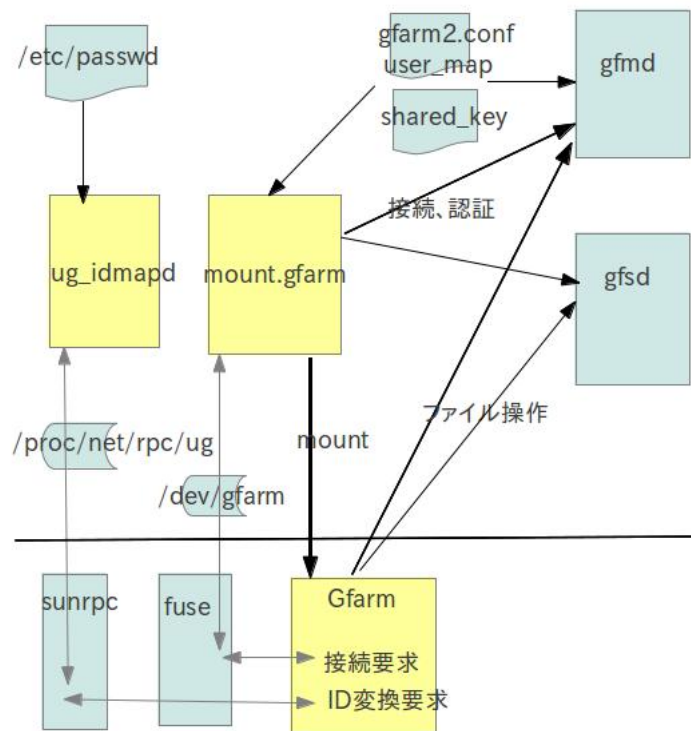 gfarm2.conf
/etc/passwd
user_map
gfmd
shared_key
接続、認証
ug_idmapd
mount.gfarm
gfsd
ファイル操作
/proc/net/rpc/ug
mount
/dev/gfarm
sunrpc
fuse
Gfarm
接続要求
ID変換要求